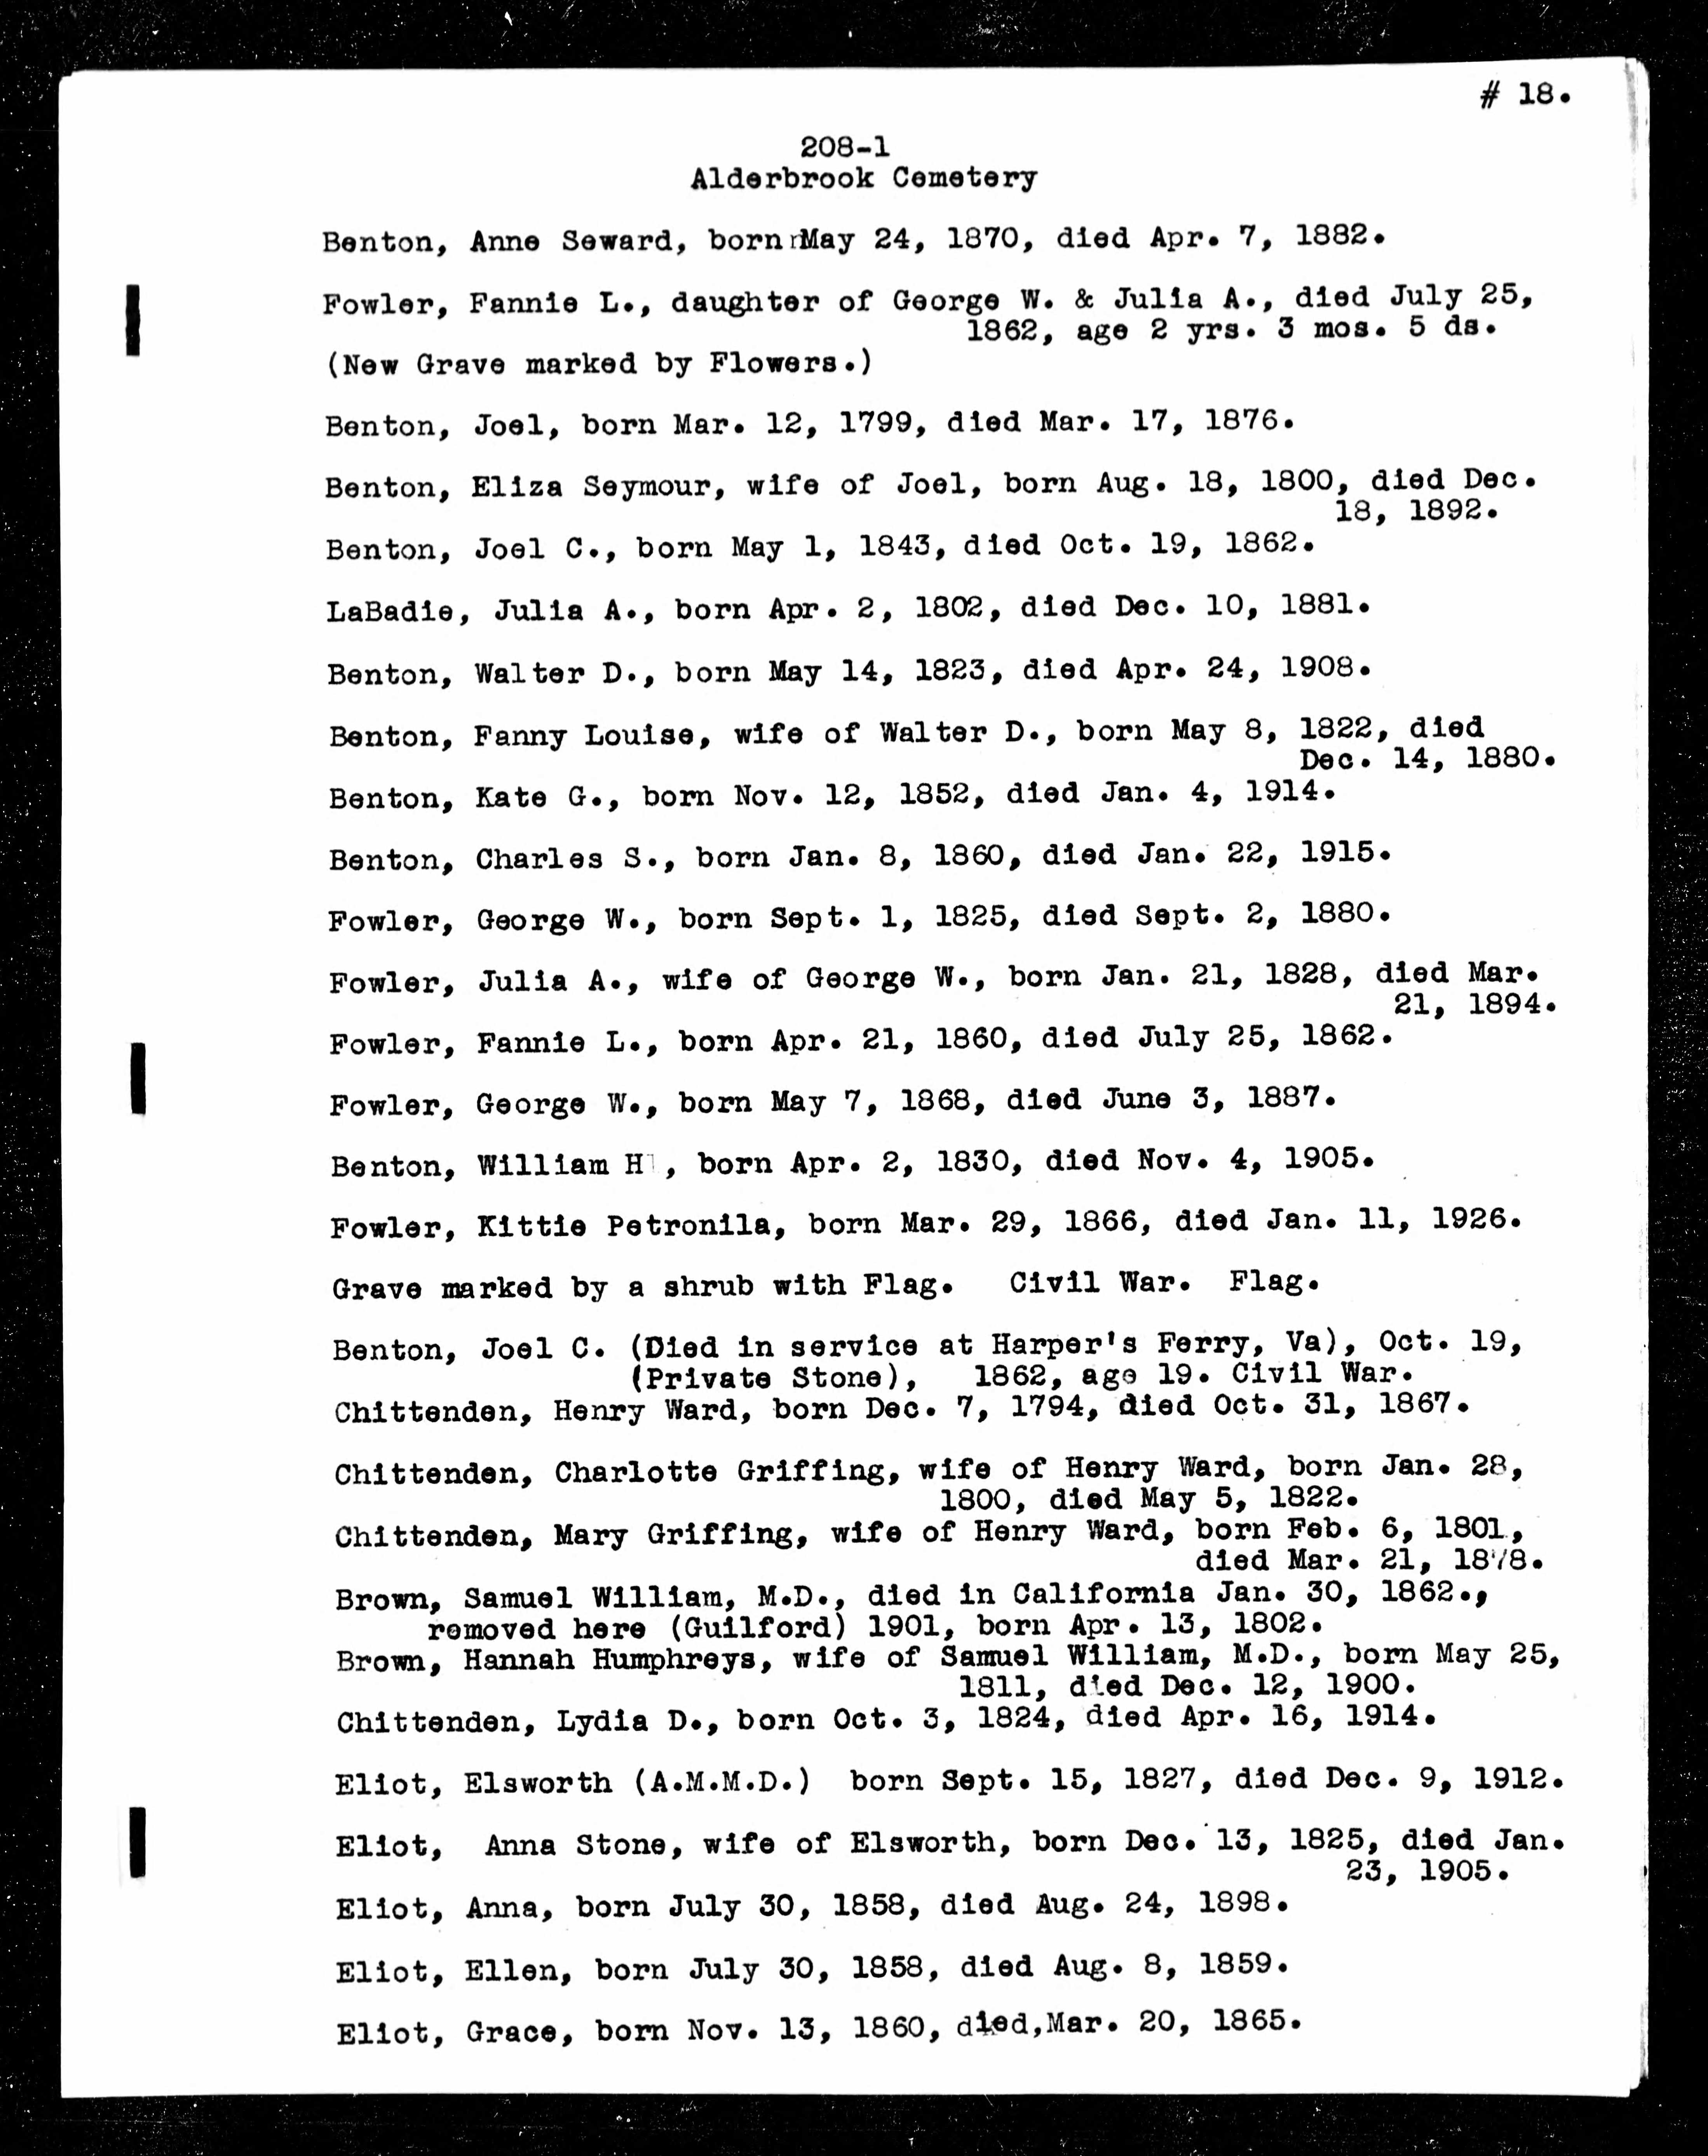 # 18.
208-1
Alderbrook Cemetery
Benton, Anne Seward, born May 24, 1870, died Apr. 7, 1882.
Fowler, Fannie L., daughter of George W. & Julia A., died July 25,
1862, age 2 yrs. 3 mos. 5 ds.
(New Grave marked by Flowers.)
Benton, Joel, born Mar. 12, 1799, died Mar. 17, 1876.
Benton, Eliza Seymour, wife of Joel, born Aug. 18, 1800, died Dec.
18, 1892.
Benton, Joel C., born May 1, 1843, died Oct. 19, 1862.
LaBadie, Julia A., born Apr. 2, 1802, died Dec. 10, 1881.
Benton, Walter D., born May 14, 1823, died Apr. 24, 1908.
Benton, Fanny Louise, wife of Walter D., born May 8, 1822, died
Dec. 14, 1880.
Benton, Kate G., born Nov. 12, 1852, died Jan. 4, 1914.
Benton, Charles S., born Jan. 8, 1860, died Jan. 22, 1915.
Fowler, George W., born Sept. 1, 1825, died Sept. 2, 1880.
Fowler, Julia A., wife of George W., born Jan. 21, 1828, died Mar.
21, 1894.
Fowler, Fannie L., born Apr. 21, 1860, died July 25, 1862.
Fowler, George W., born May 7, 1868, died June 3, 1887.
Benton, William H , born Apr. 2, 1830, died Nov. 4, 1905.
Fowler, Kittie Petronila, born Mar. 29, 1866, died Jan. 11, 1926.
Grave marked by a shrub with Flag. Civil War. Flag.
Benton, Joel C. (Died in service at Harper's Ferry, Va), Oct. 19,
(Private Stone), 1862, age 19. Civil War.
Chittenden, Henry Ward, born Dec. 7, 1794, died Oct. 31, 1867.
Chittenden, Charlotte Griffing, wife of Henry Ward, born Jan. 28,
1800, died May 5, 1822.
Chittenden, Mary Griffing, wife of Henry Ward, born Feb. 6, 1801,
died Mar. 21, 1878.
Brown, Samuel William, M.D., died in California Jan. 30, 1862.,
removed here (Guilford) 1901, born Apr. 13, 1802.
Brown, Hannah Humphreys, wife of Samuel William, M.D., born May 25,
1811, died Dec. 12, 1900.
Chittenden, Lydia D., born Oct. 3, 1824, died Apr. 16, 1914.
Eliot, Elsworth (A.M.M.D.) born Sept. 15, 1827, died Dec. 9, 1912.
Eliot, Anna Stone, wife of Elsworth, born Dec. 13, 1825, died Jan.
23, 1905.
Eliot, Anna, born July 30, 1858, died Aug. 24, 1898.
Eliot, Ellen, born July 30, 1858, died Aug. 8, 1859.
Eliot, Grace, born Nov. 13, 1860, died,Mar. 20, 1865.